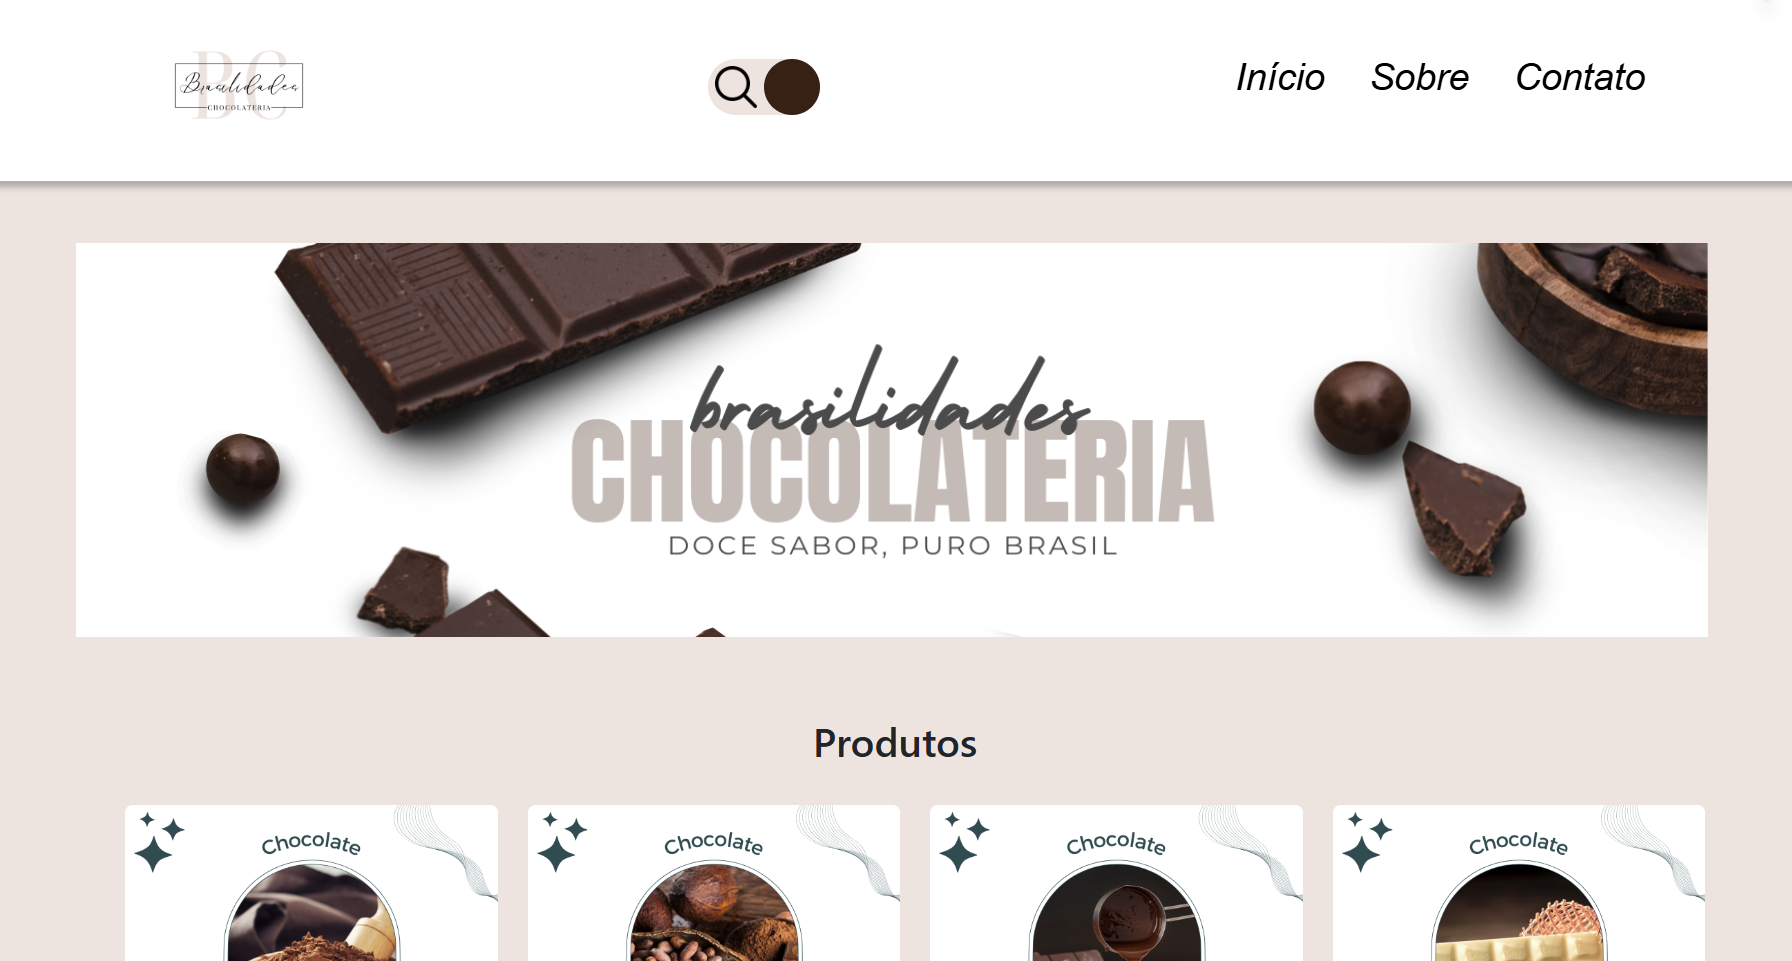 BC
Brasilidades
CHOCOLATERIA
Início Sobre Contato
brasilidades
CHOCOLATERIA
DOCE SABOR, PURO BRASIL
Produtos
Chocolate Chocolate Chocolate Chocolate